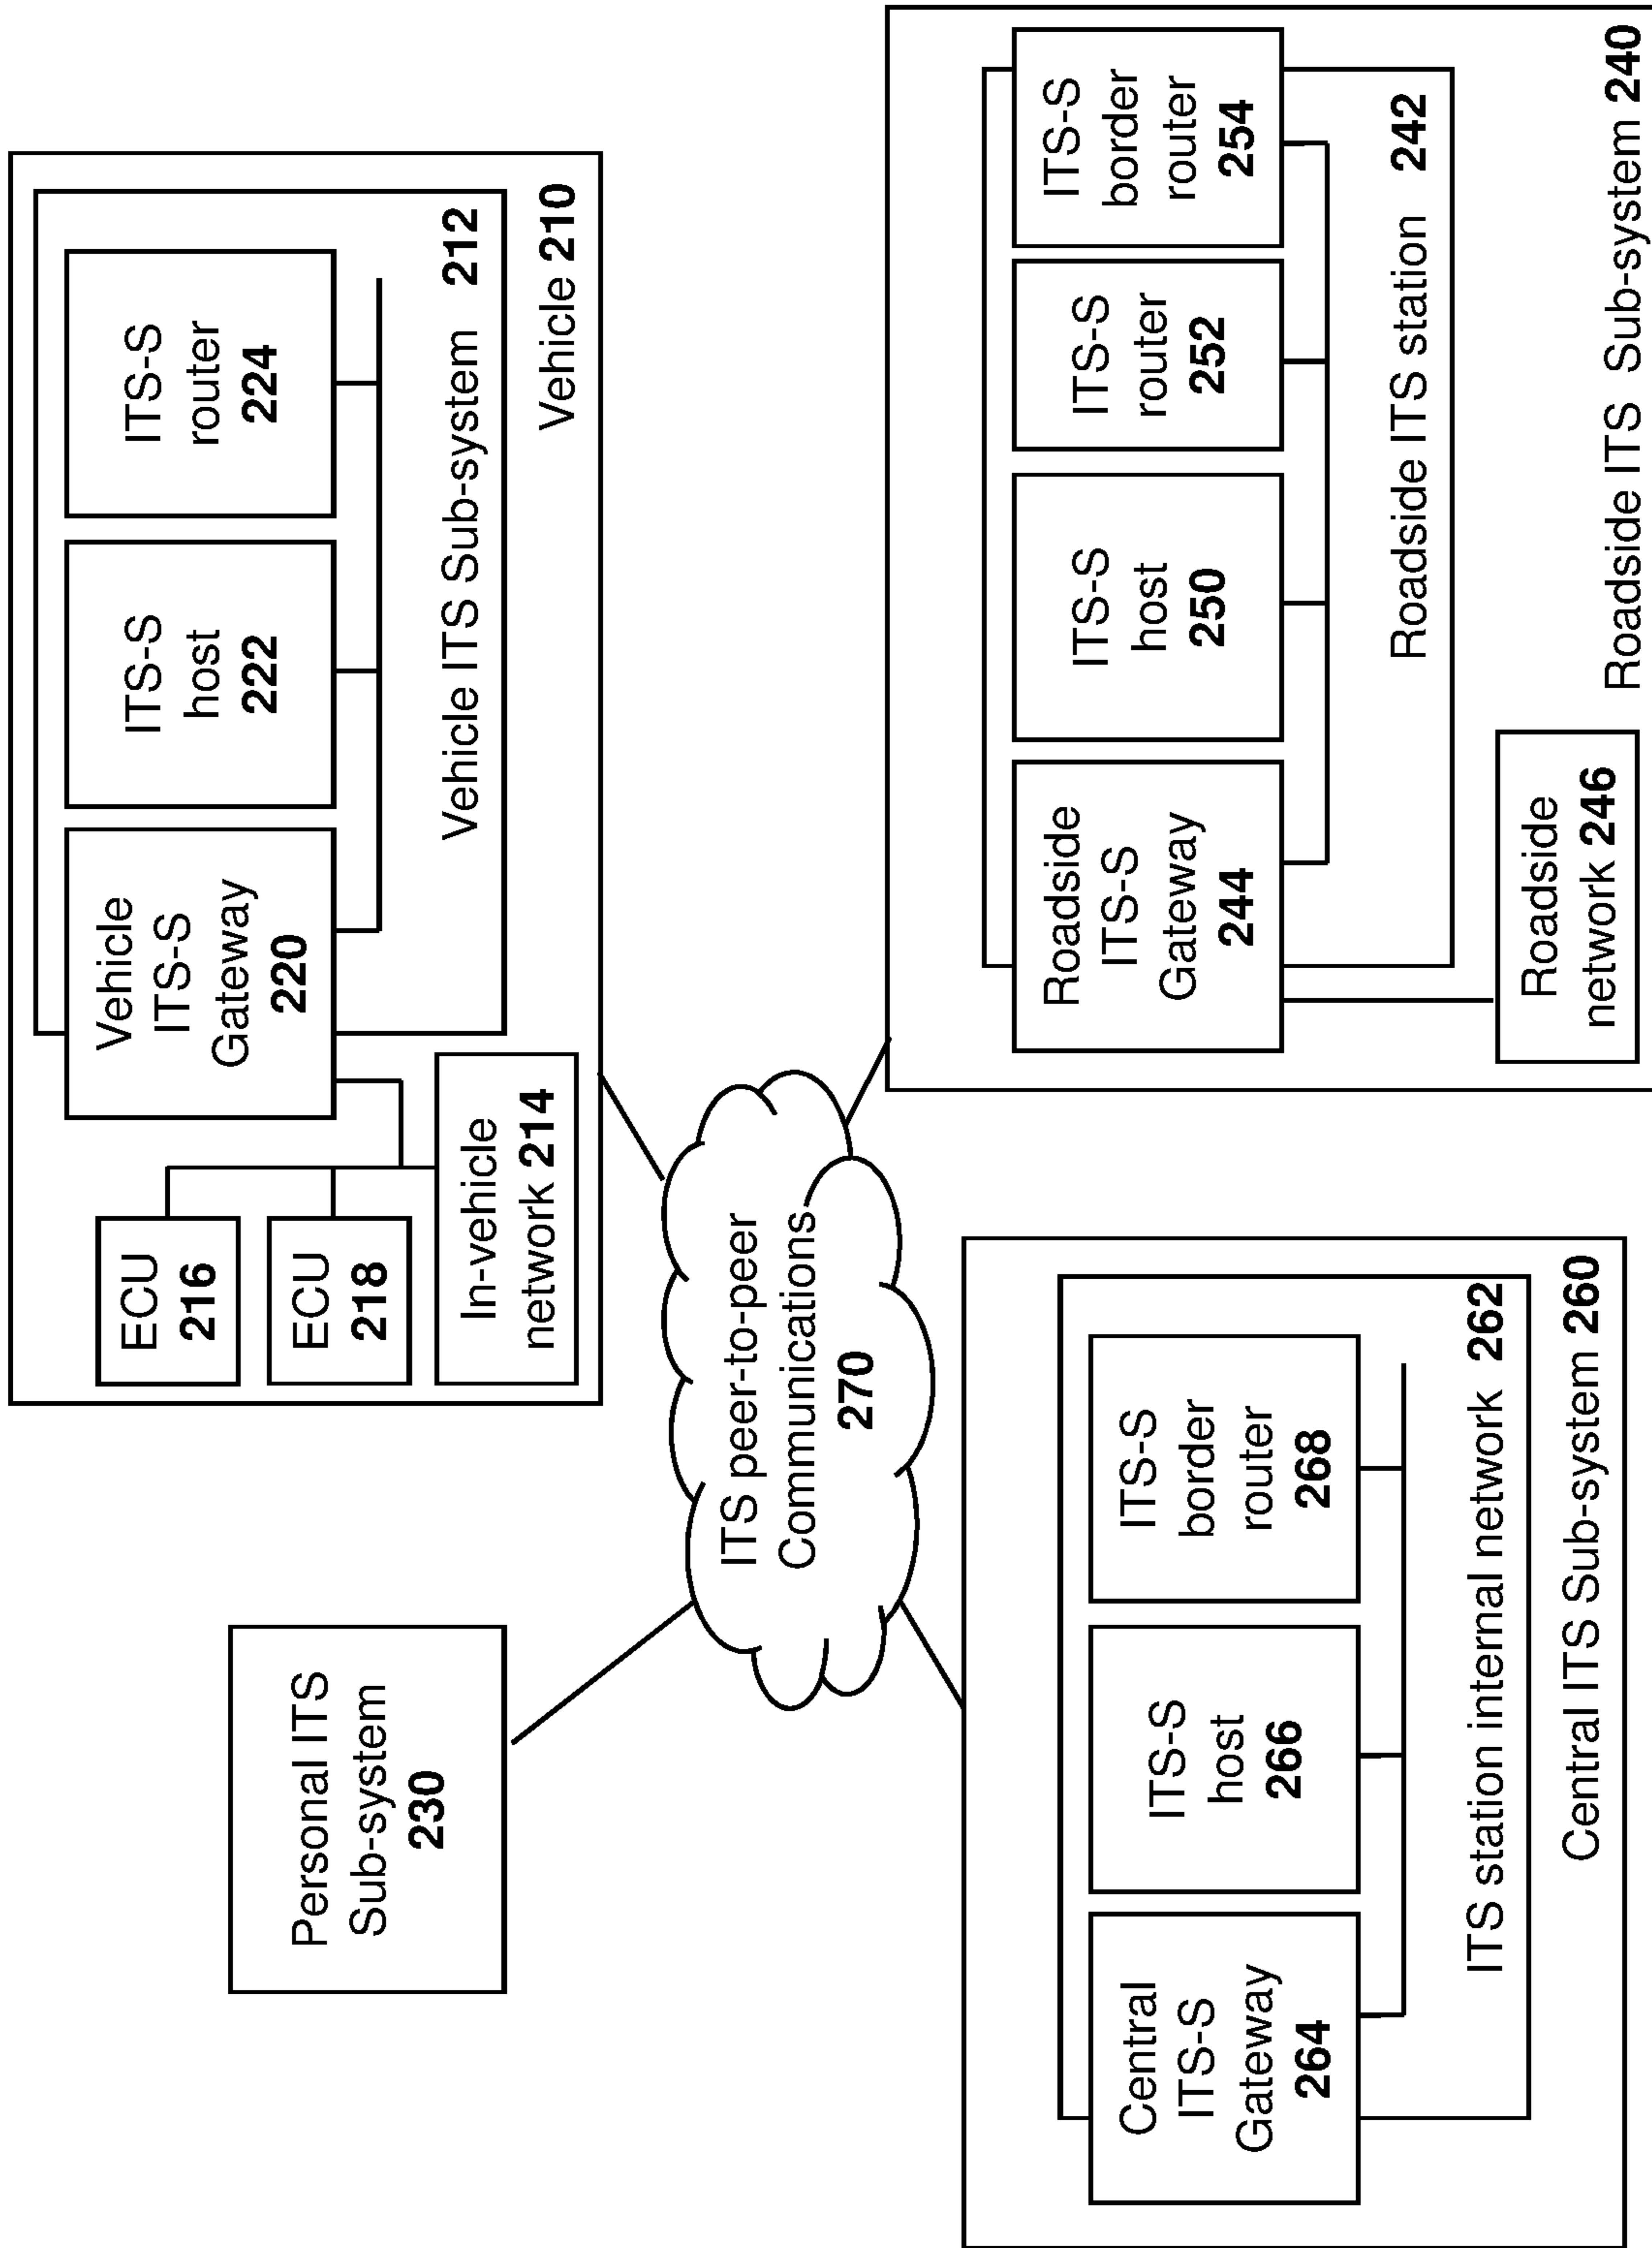 Personal ITS
Sub-system
230
ECU
216
ECU
218
In-vehicle
network 214
Vehicle
ITS-S
Gateway
220
ITS-S
host
222
ITS-S
router
224
Vehicle ITS Sub-system 212
Vehicle 210
ITS peer-to-peer
Communications
270
Central
ITS-S
Gateway
264
ITS-S
host
266
ITS-S
border
router
268
ITS station internal network 262
Central ITS Sub-system 260
Roadside
ITS-S
Gateway
244
ITS-S
host
250
ITS-S
router
252
ITS-S
border
router
254
Roadside ITS station 242
Roadside
network 246
Roadside ITS Sub-system 240